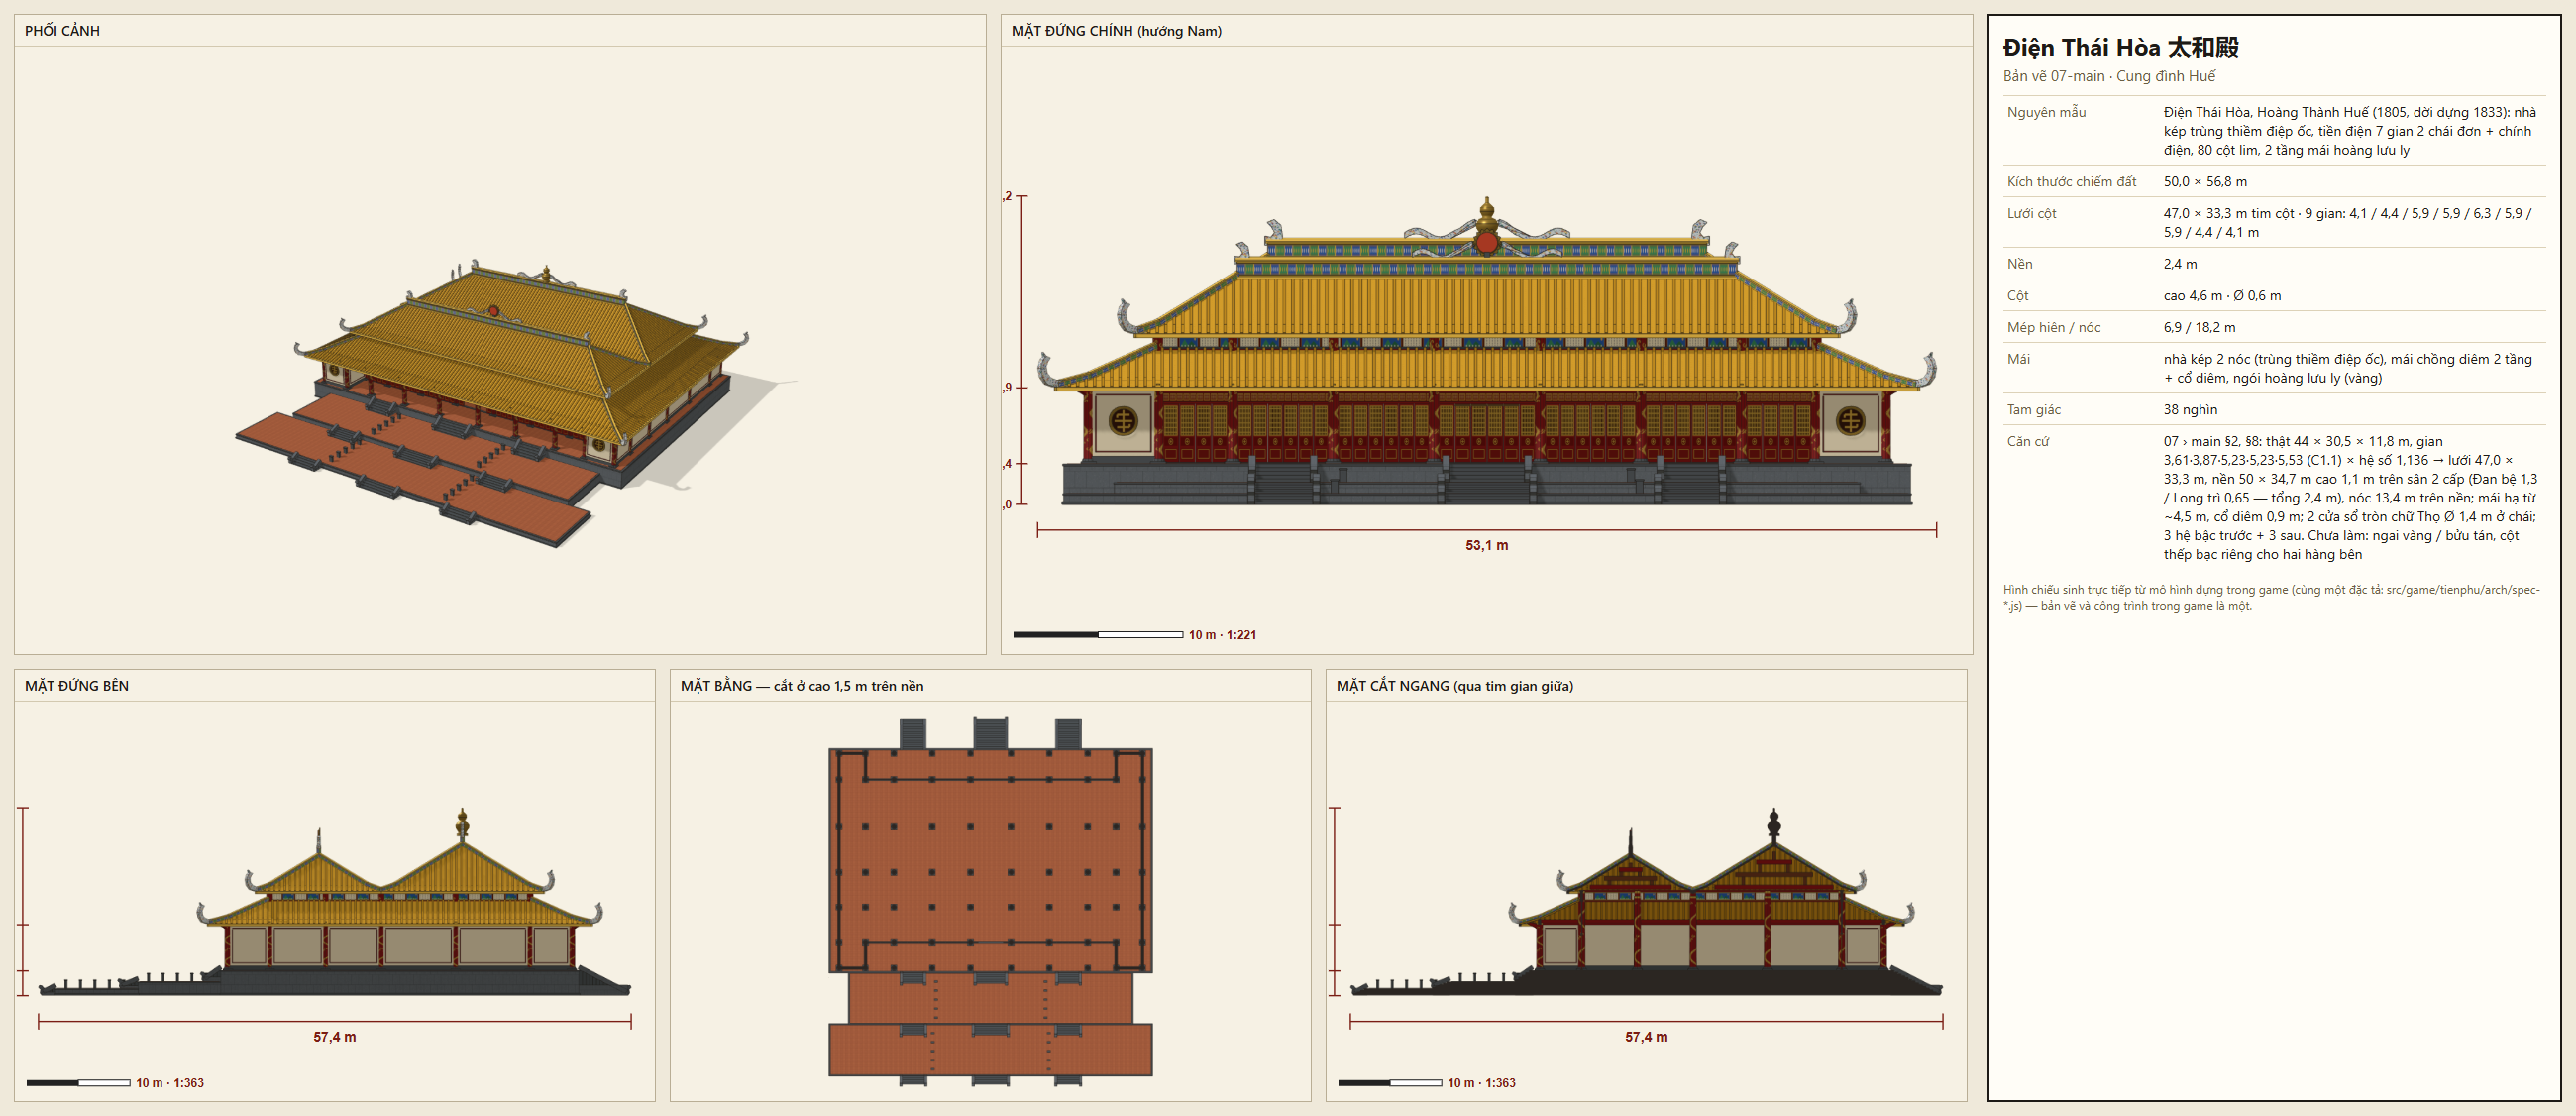 PHỐI CẢNH
MẶT ĐỨNG CHÍNH (hướng Nam)
,2
,9
,4
,0
53,1 m
10 m · 1:221
MẶT ĐỨNG BÊN
57,4 m
10 m · 1:363
MẶT BẰNG — cắt ở cao 1,5 m trên nền
MẶT CẮT NGANG (qua tim gian giữa)
57,4 m
10 m · 1:363
Điện Thái Hòa 太和殿
Bản vẽ 07-main · Cung đình Huế
Nguyên mẫu
Điện Thái Hòa, Hoàng Thành Huế (1805, dời dựng 1833): nhà
kép trùng thiềm điệp ốc, tiền điện 7 gian 2 chái đơn + chính
điện, 80 cột lim, 2 tầng mái hoàng lưu ly
Kích thước chiếm đất
50,0 × 56,8 m
Lưới cột
47,0 × 33,3 m tim cột · 9 gian: 4,1 / 4,4 / 5,9 / 5,9 / 6,3 / 5,9 /
5,9 / 4,4 / 4,1 m
Nền
2,4 m
Cột
cao 4,6 m · Ø 0,6 m
Mép hiên / nóc
6,9 / 18,2 m
Mái
nhà kép 2 nóc (trùng thiềm điệp ốc), mái chồng diêm 2 tầng
+ cổ diêm, ngói hoàng lưu ly (vàng)
Tam giác
38 nghìn
Căn cứ
07 › main §2, §8: thật 44 × 30,5 × 11,8 m, gian
3,61·3,87·5,23·5,23·5,53 (C1.1) × hệ số 1,136 → lưới 47,0 ×
33,3 m, nền 50 × 34,7 m cao 1,1 m trên sân 2 cấp (Đan bệ 1,3
/ Long trì 0,65 — tổng 2,4 m), nóc 13,4 m trên nền; mái hạ từ
~4,5 m, cổ diêm 0,9 m; 2 cửa sổ tròn chữ Thọ Ø 1,4 m ở chái;
3 hệ bậc trước + 3 sau. Chưa làm: ngai vàng / bửu tán, cột
thếp bạc riêng cho hai hàng bên
Hình chiếu sinh trực tiếp từ mô hình dựng trong game (cùng một đặc tả: src/game/tienphu/arch/spec-
*.js) — bản vẽ và công trình trong game là một.